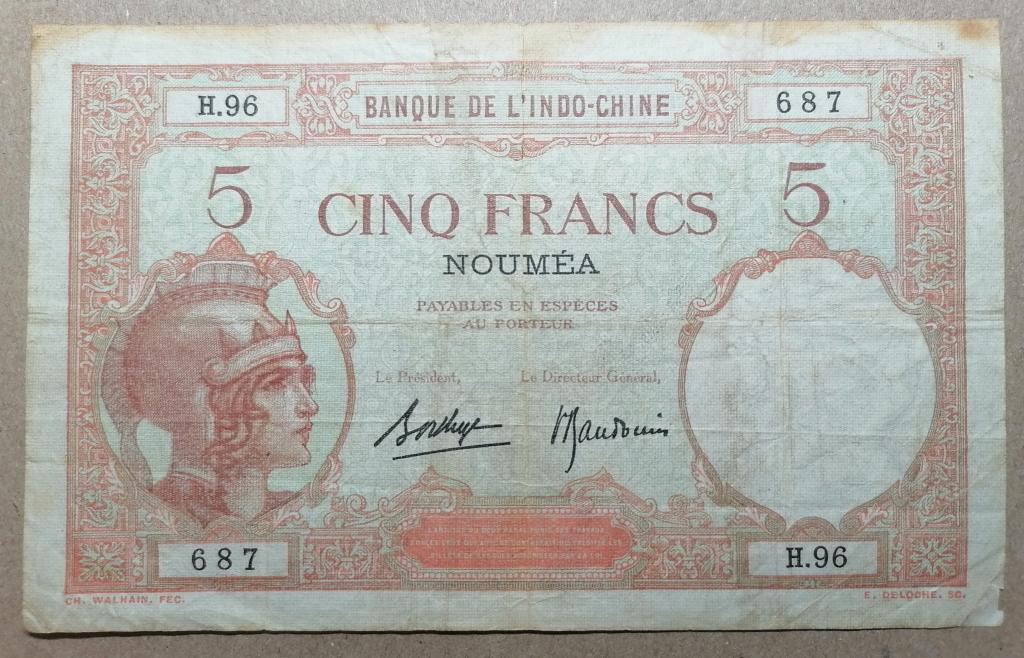 H.96
BANQUE DE L'INDO-CHINE
687
5
5
CINQ FRANCS
NOUMÉA
PAYABLES EN ESPÈCES
AU PORTEUR
Le Président,
Le Directeur Général,
687
H.96
CH. WALHAIN. FEC.
E. DELOCHE. SC.